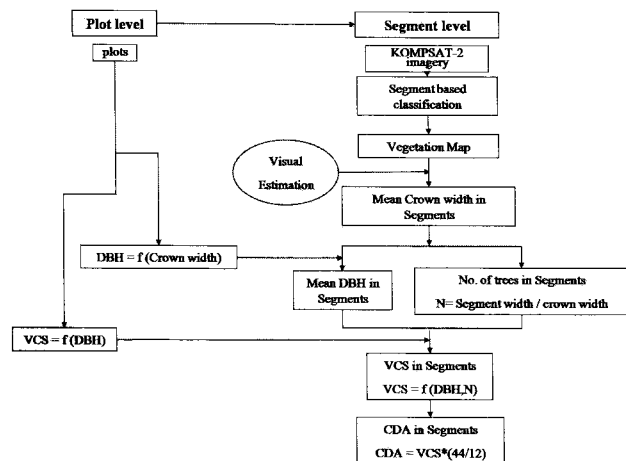 Plot level
Segment level
plots
KOMPSAT-2
imagery
Segment based
classification
Vegetation Map
Visual
Estimation
Mean Crown width in
Segments
DBH = f (Crown width)
Mean DBH in
Segments
No. of trees in Segments
N= Segment width / crown width
VCS = f (DBH)
VCS in Segments
VCS = f (DBH,N)
CDA in Segments
CDA = VCS*(44/12)